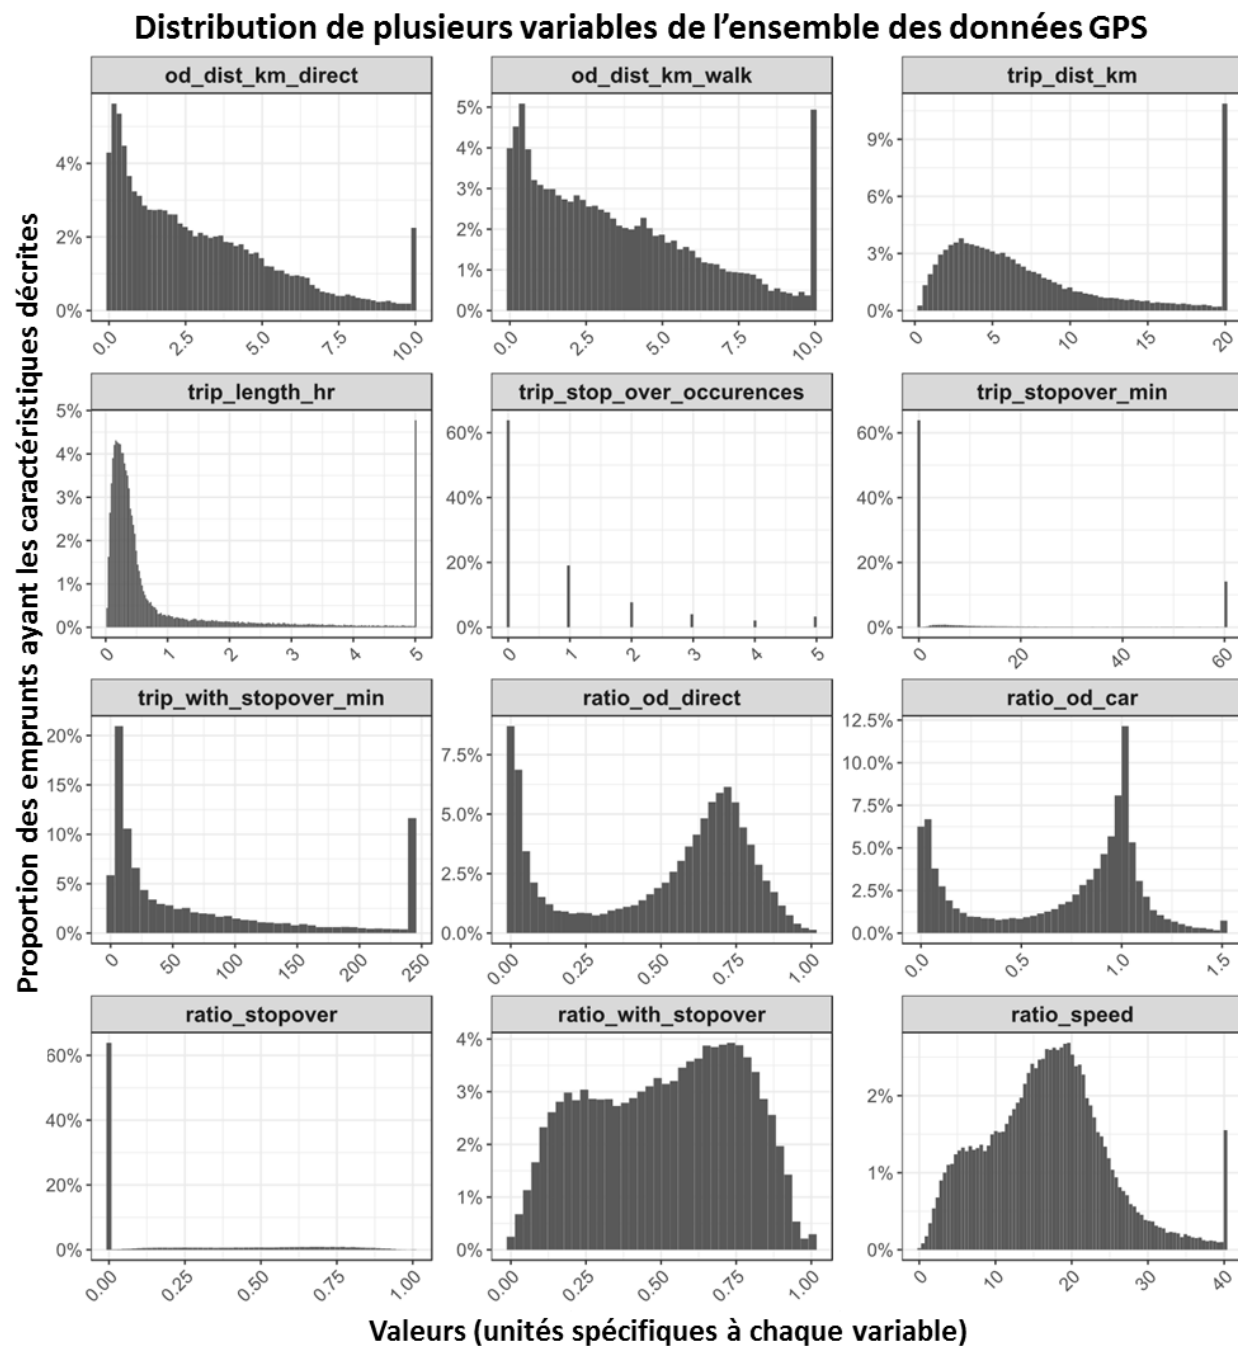 Distribution de plusieurs variables de l’ensemble des données GPS
Proportion des emprunts ayant les caractéristiques décrites
od_dist_km_direct
4%
2%
0%
0.0 2.5 5.0 7.5 10.0
od_dist_km_walk
5%
4%
3%
2%
1%
0%
0.0 2.5 5.0 7.5 10.0
trip_dist_km
9%
6%
3%
0%
0 5 10 15 20
trip_length_hr
5%
4%
3%
2%
1%
0%
0 1 2 3 4 5
trip_stop_over_occurences
60%
40%
20%
0%
0 1 2 3 4 5
trip_stopover_min
60%
40%
20%
0%
0 20 40 60
trip_with_stopover_min
20%
15%
10%
5%
0%
0 50 100 150 200 250
ratio_od_direct
7.5%
5.0%
2.5%
0.0%
0.00 0.25 0.50 0.75 1.00
ratio_od_car
12.5%
10.0%
7.5%
5.0%
2.5%
0.0%
0.0 0.5 1.0 1.5
ratio_stopover
60%
40%
20%
0%
0.00 0.25 0.50 0.75 1.00
ratio_with_stopover
4%
3%
2%
1%
0%
0.00 0.25 0.50 0.75 1.00
ratio_speed
2%
1%
0%
0 10 20 30 40
Valeurs (unités spécifiques à chaque variable)